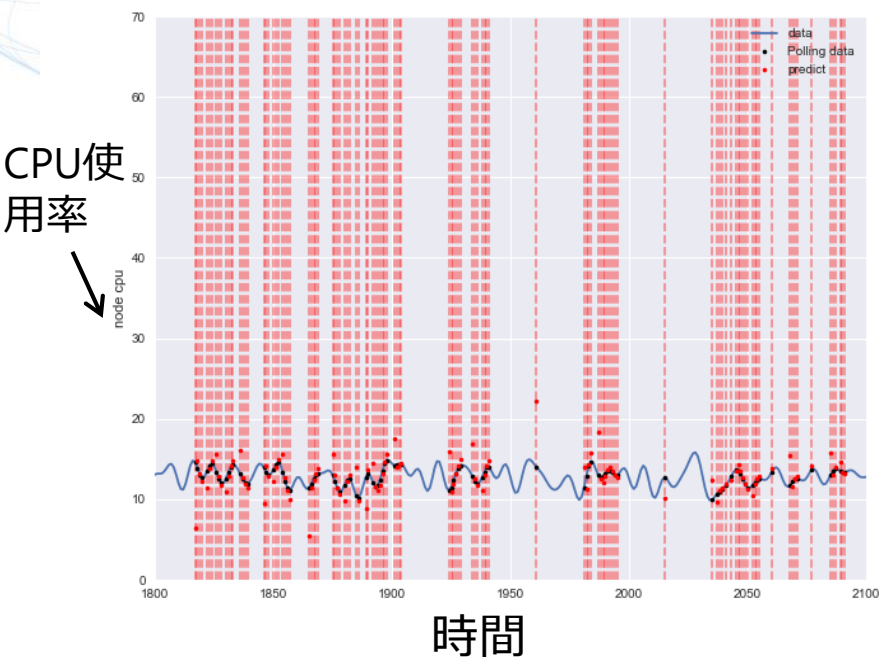 70
data
Polling data
predict
60
CPU使
用率
50
40
node cpu
30
20
10
0
1800
1850
1900
1950
2000
2050
2100
時間